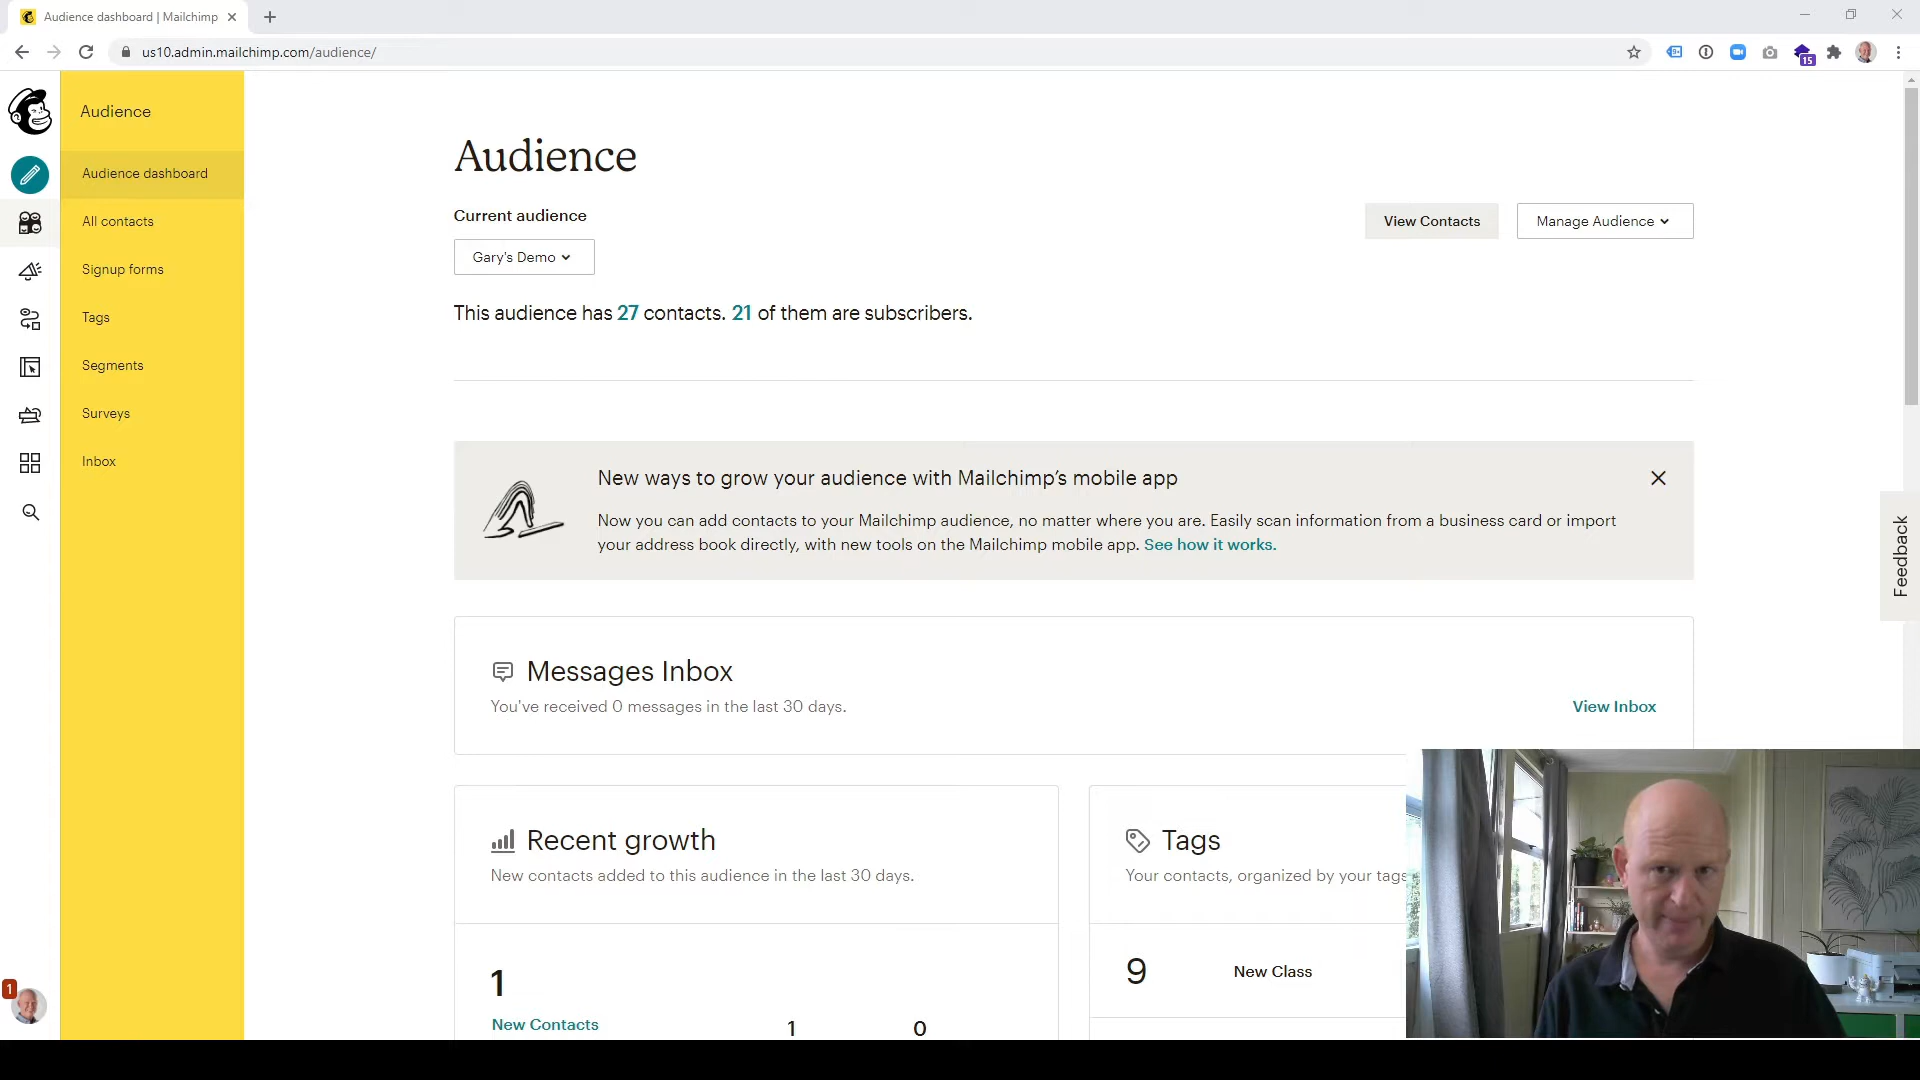 Audience dashboard | Mailchimp
us10.admin.mailchimp.com/audience/
15
Audience
Audience dashboard
All contacts
Signup forms
Tags
Segments
Surveys
Inbox
1
Audience
Current audience
Gary's Demo
View Contacts
Manage Audience
This audience has 27 contacts. 21 of them are subscribers.
New ways to grow your audience with Mailchimp’s mobile app
Now you can add contacts to your Mailchimp audience, no matter where you are. Easily scan information from a business card or import
your address book directly, with new tools on the Mailchimp mobile app. See how it works.
Feedback
Messages Inbox
You've received 0 messages in the last 30 days.
View Inbox
Recent growth
New contacts added to this audience in the last 30 days.
1
New Contacts
1
0
Tags
Your contacts, organized by your tags
9
New Class